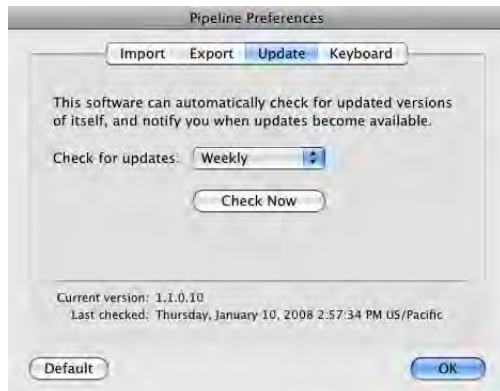 Pipeline Preferences
Import Export Update Keyboard
This software can automatically check for updated versions
of itself, and notify you when updates become available.
Check for updates: Weekly
Check Now
Current version: 1.1.0.10
Last checked: Thursday, January 10, 2008 2:57:34 PM US/Pacific
Default OK